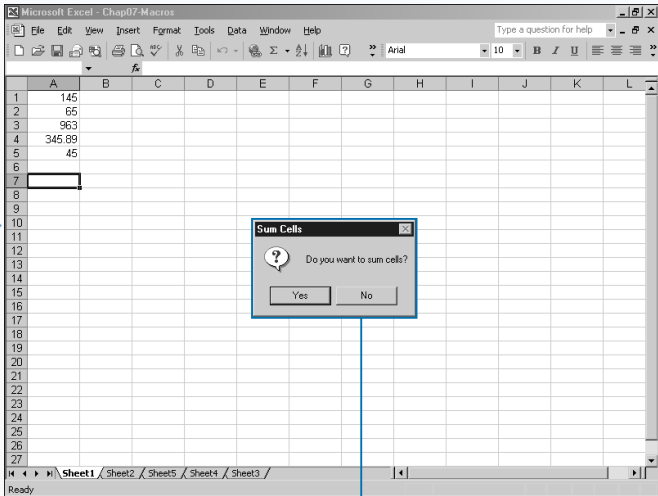 Microsoft Excel - Chap07-Macros
File Edit View Insert Format Tools Data Window Help
Type a question for help
Arial 10 B I U
fx
A B C D E F G H I J K L
1 145
2 65
3 963
4 345.89
5 45
6
7
8
9
10
11
12
13
14
15
16
17
18
19
20
21
22
23
24
25
26
27
Sum Cells
Do you want to sum cells?
Yes No
Sheet1 Sheet2 Sheet5 Sheet4 Sheet3
Ready